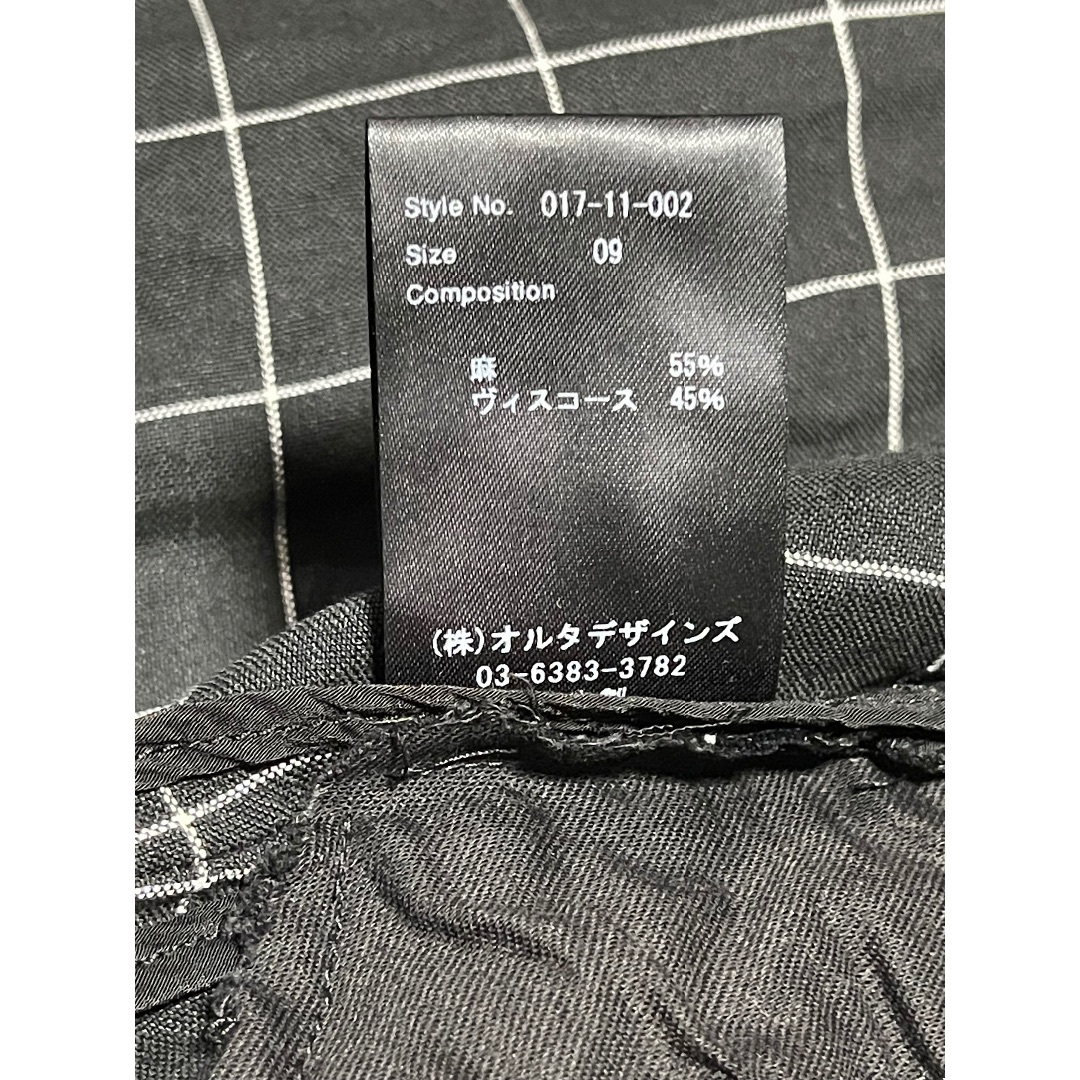 Style No. 017-11-002
Size 09
Composition
麻 55%
ヴィスコース 45%
(株)オルタデザインズ
03-6383-3782